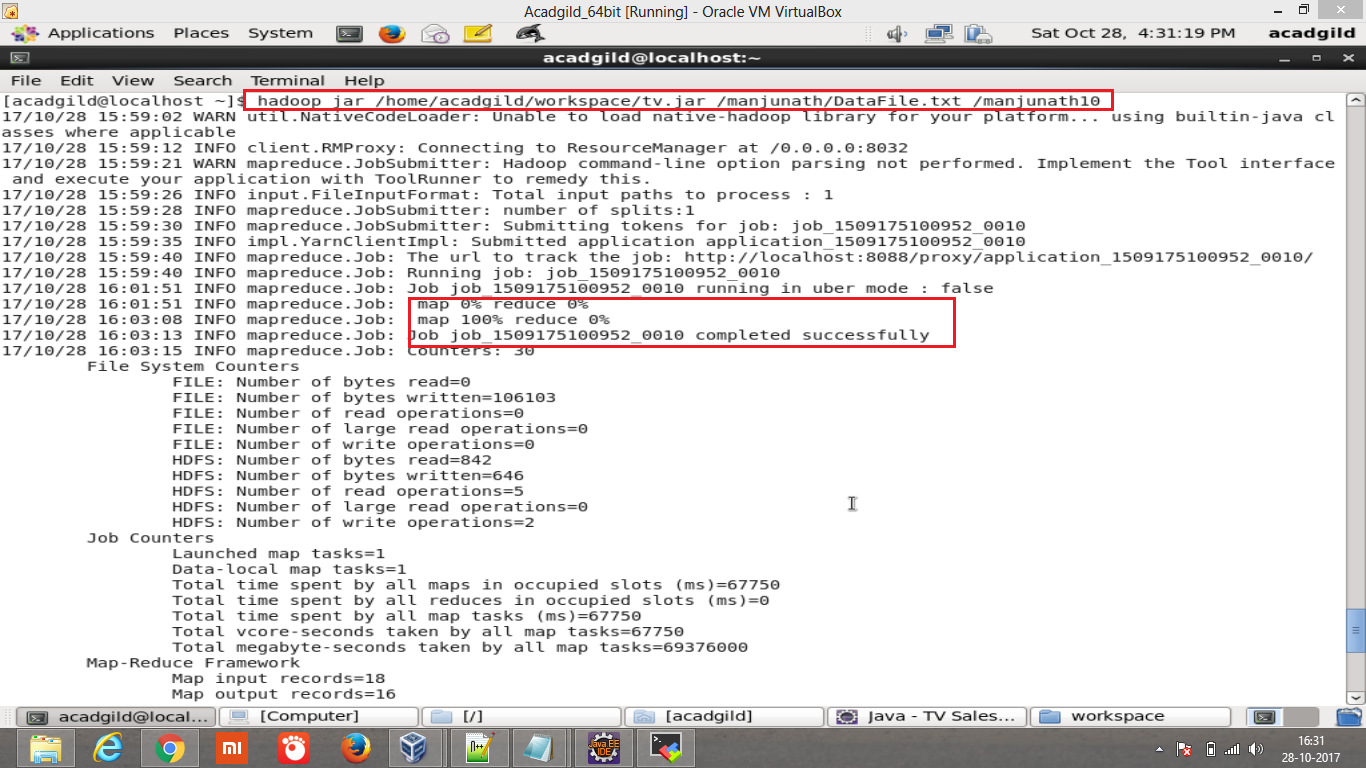 Acadgild_64bit [Running] - Oracle VM VirtualBox
Applications Places System Sat Oct 28, 4:31:19 PM acadgild
acadgild@localhost:~
File Edit View Search Terminal Help
[acadgild@localhost ~]$ hadoop jar /home/acadgild/workspace/tv.jar /manjunath/DataFile.txt /manjunath10
17/10/28 15:59:02 WARN util.NativeCodeLoader: Unable to load native-hadoop library for your platform... using builtin-java cl
asses where applicable
17/10/28 15:59:12 INFO client.RMProxy: Connecting to ResourceManager at /0.0.0.0:8032
17/10/28 15:59:21 WARN mapreduce.JobSubmitter: Hadoop command-line option parsing not performed. Implement the Tool interface
 and execute your application with ToolRunner to remedy this.
17/10/28 15:59:26 INFO input.FileInputFormat: Total input paths to process : 1
17/10/28 15:59:28 INFO mapreduce.JobSubmitter: number of splits:1
17/10/28 15:59:30 INFO mapreduce.JobSubmitter: Submitting tokens for job: job_1509175100952_0010
17/10/28 15:59:35 INFO impl.YarnClientImpl: Submitted application application_1509175100952_0010
17/10/28 15:59:40 INFO mapreduce.Job: The url to track the job: http://localhost:8088/proxy/application_1509175100952_0010/
17/10/28 15:59:40 INFO mapreduce.Job: Running job: job_1509175100952_0010
17/10/28 16:01:51 INFO mapreduce.Job: Job job_1509175100952_0010 running in uber mode : false
17/10/28 16:01:51 INFO mapreduce.Job:  map 0% reduce 0%
17/10/28 16:03:08 INFO mapreduce.Job:  map 100% reduce 0%
17/10/28 16:03:13 INFO mapreduce.Job: Job job_1509175100952_0010 completed successfully
17/10/28 16:03:15 INFO mapreduce.Job: Counters: 30
File System Counters
FILE: Number of bytes read=0
FILE: Number of bytes written=106103
FILE: Number of read operations=0
FILE: Number of large read operations=0
FILE: Number of write operations=0
HDFS: Number of bytes read=842
HDFS: Number of bytes written=646
HDFS: Number of read operations=5
HDFS: Number of large read operations=0
HDFS: Number of write operations=2
Job Counters
Launched map tasks=1
Data-local map tasks=1
Total time spent by all maps in occupied slots (ms)=67750
Total time spent by all reduces in occupied slots (ms)=0
Total time spent by all map tasks (ms)=67750
Total vcore-seconds taken by all map tasks=67750
Total megabyte-seconds taken by all map tasks=69376000
Map-Reduce Framework
Map input records=18
Map output records=16
acadgild@local... [Computer] [/] [acadgild] Java - TV Sales... workspace
mi Java EE IDE
16:31
28-10-2017